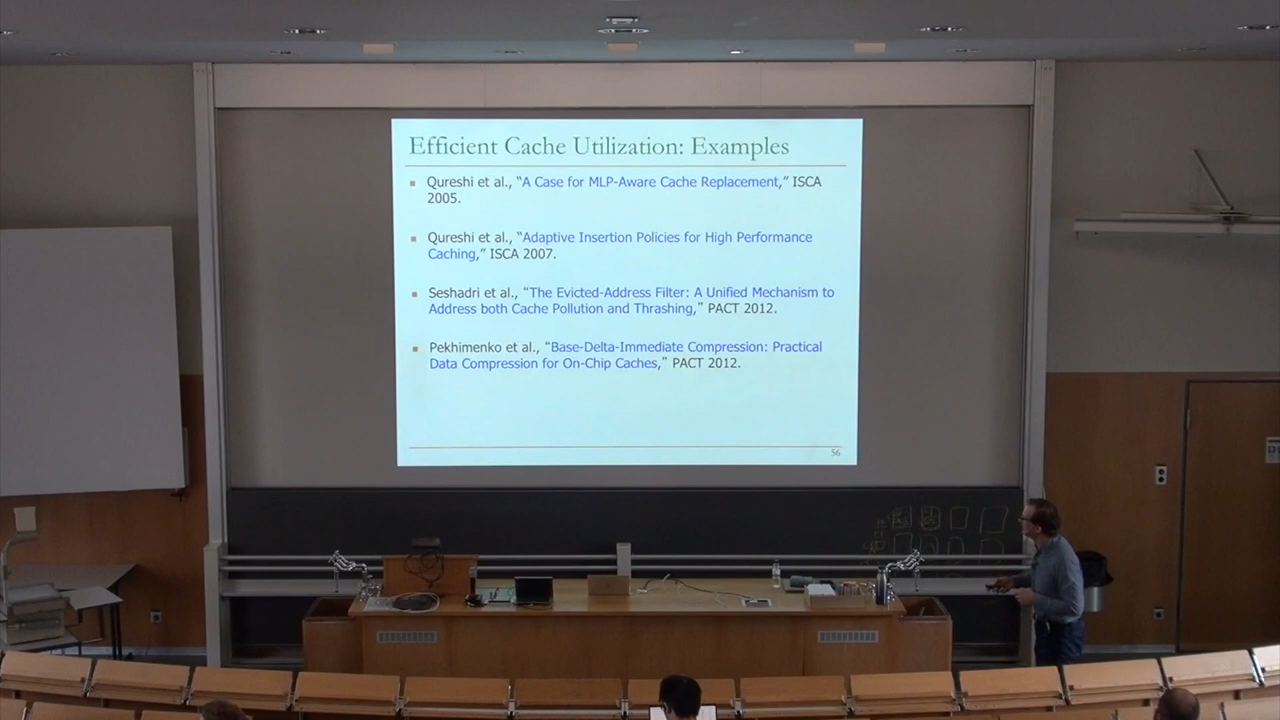 Efficient Cache Utilization: Examples
Qureshi et al., “A Case for MLP-Aware Cache Replacement,” ISCA
2005.
Qureshi et al., “Adaptive Insertion Policies for High Performance
Caching,” ISCA 2007.
Seshadri et al., “The Evicted-Address Filter: A Unified Mechanism to
Address both Cache Pollution and Thrashing,” PACT 2012.
Pekhimenko et al., “Base-Delta-Immediate Compression: Practical
Data Compression for On-Chip Caches,” PACT 2012.
56